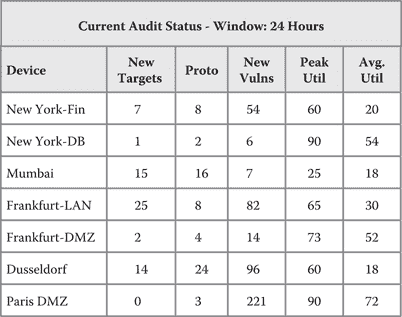 Current Audit Status - Window: 24 Hours
Device New Targets Proto New Vulns Peak Util Avg. Util
New York-Fin 7 8 54 60 20
New York-DB 1 2 6 90 54
Mumbai 15 16 7 25 18
Frankfurt-LAN 25 8 82 65 30
Frankfurt-DMZ 2 4 14 73 52
Dusseldorf 14 24 96 60 18
Paris DMZ 0 3 221 90 72